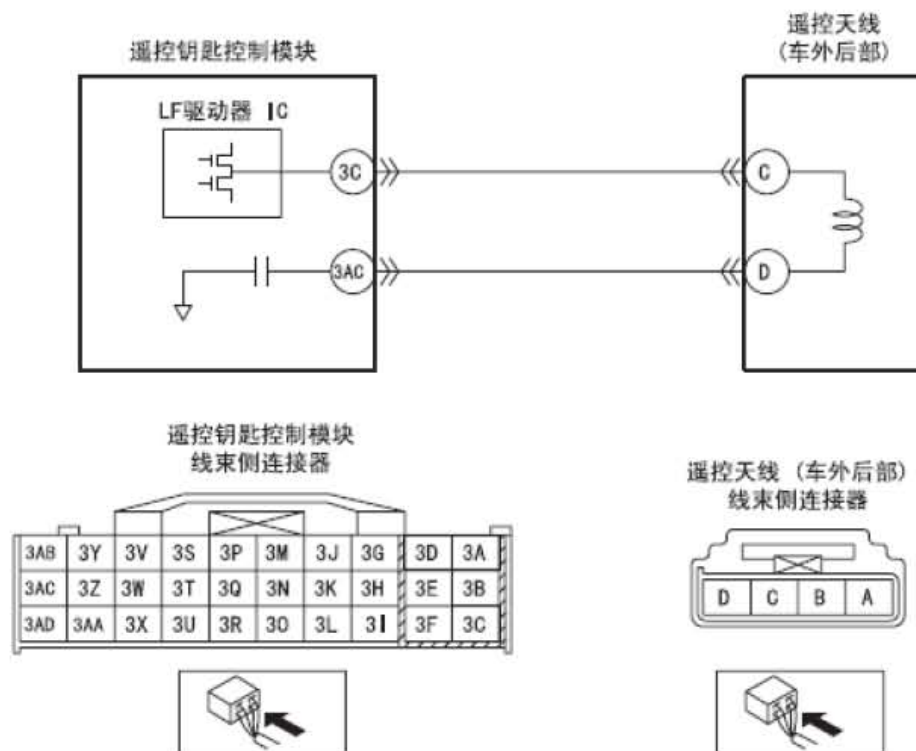 遥控钥匙控制模块
遥控天线
(车外后部)
LF驱动器 IC
3C
C
3AC
D
遥控钥匙控制模块
线束侧连接器
遥控天线 (车外后部)
线束侧连接器
3AB 3Y 3V 3S 3P 3M 3J 3G 3D 3A
3AC 3Z 3W 3T 3Q 3N 3K 3H 3E 3B
3AD 3AA 3X 3U 3R 3O 3L 3I 3F 3C
D C B A